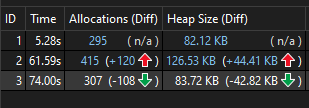 ID Time Allocations (Diff) Heap Size (Diff)
1 5.28s 295 (n/a) 82.12 KB (n/a)
2 61.59s 415 (+120) 126.53 KB (+44.41 KB)
3 74.00s 307 (-108) 83.72 KB (-42.82 KB)